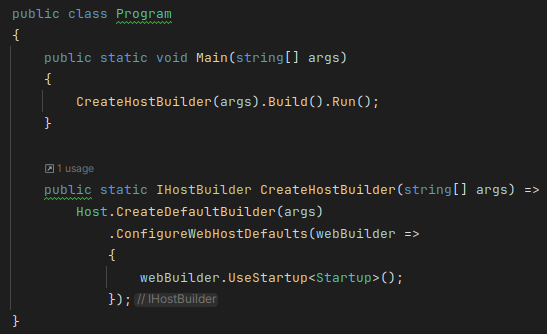 public class Program
{
    public static void Main(string[] args)
    {
        CreateHostBuilder(args).Build().Run();
    }
    1 usage
    public static IHostBuilder CreateHostBuilder(string[] args) =>
        Host.CreateDefaultBuilder(args)
            .ConfigureWebHostDefaults(webBuilder =>
            {
                webBuilder.UseStartup<Startup>();
            }); // IHostBuilder
}